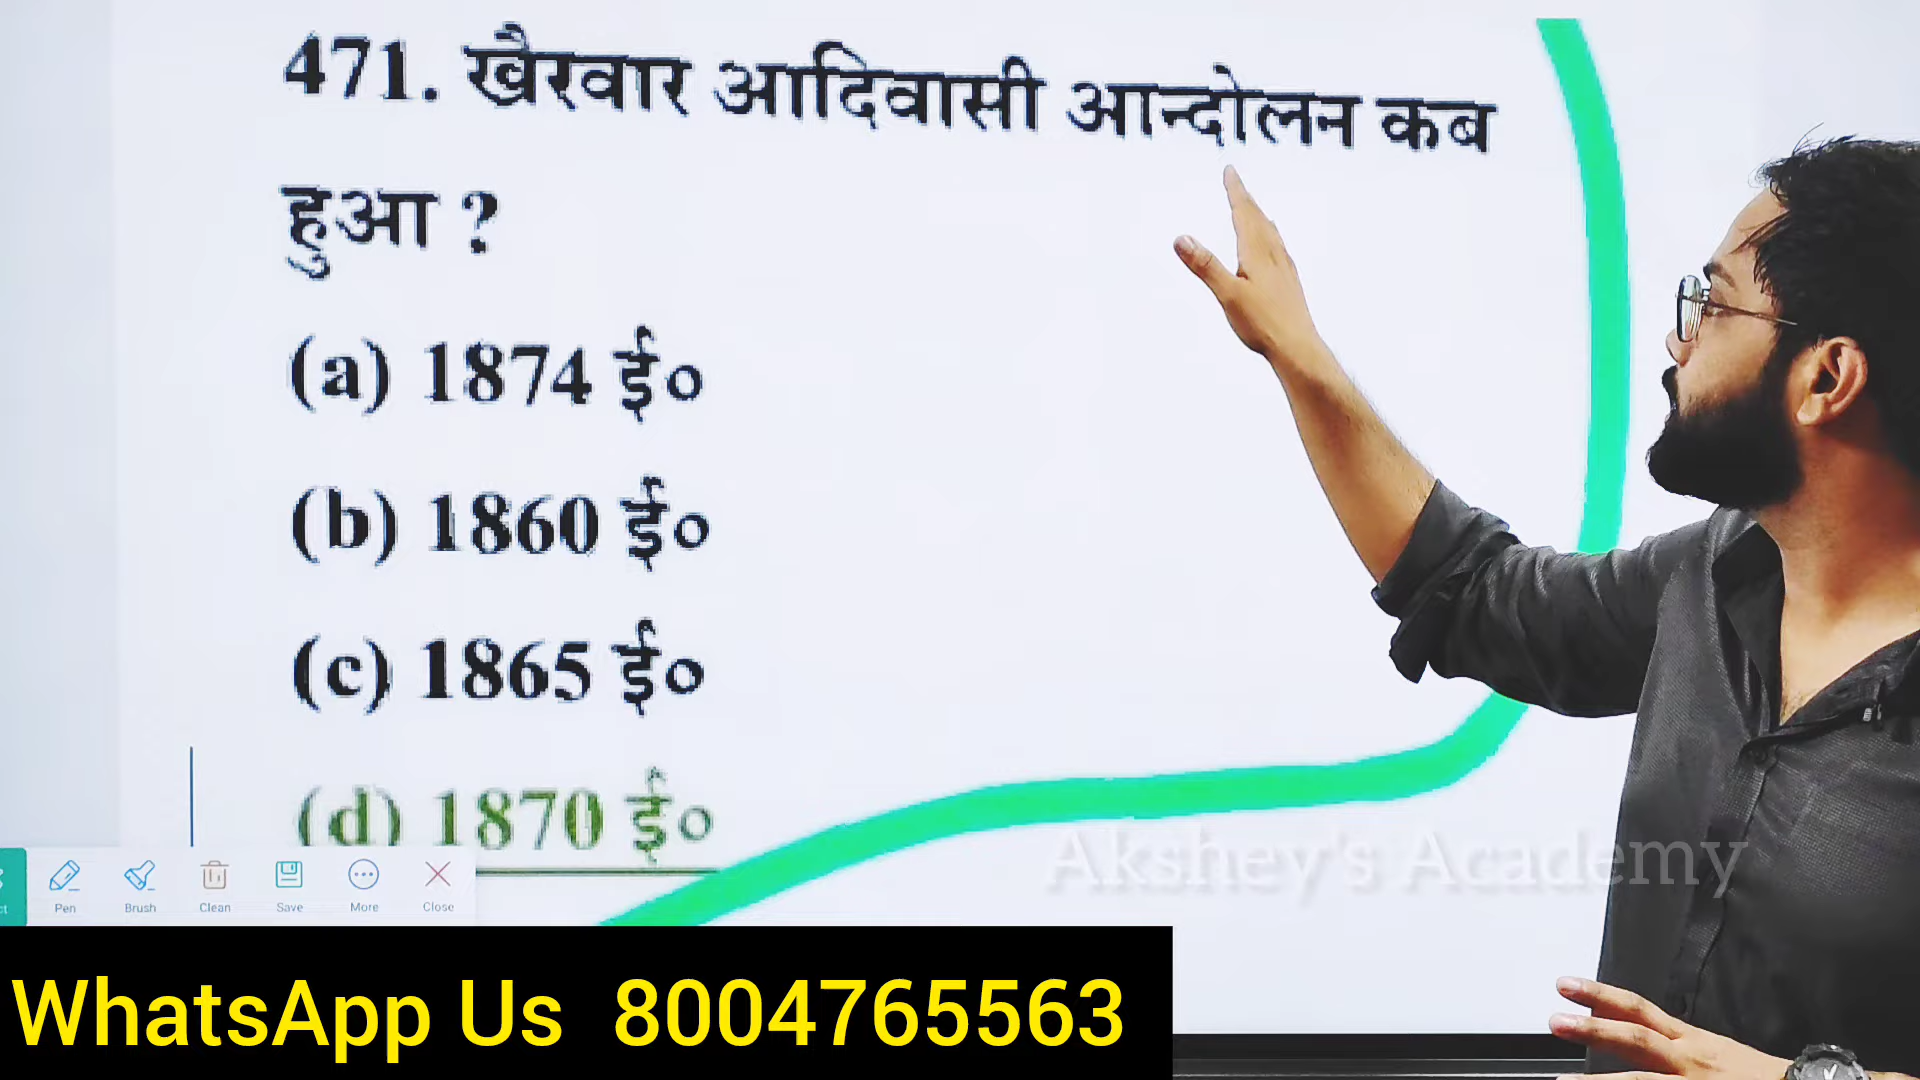 471. खैरवार आदिवासी आन्दोलन कब
हुआ ?
(a) 1874 ई०
(b) 1860 ई०
(c) 1865 ई०
(d) 1870 ई०
Pen Brush Clean Save More Close
Akshey's Academy
WhatsApp Us 8004765563